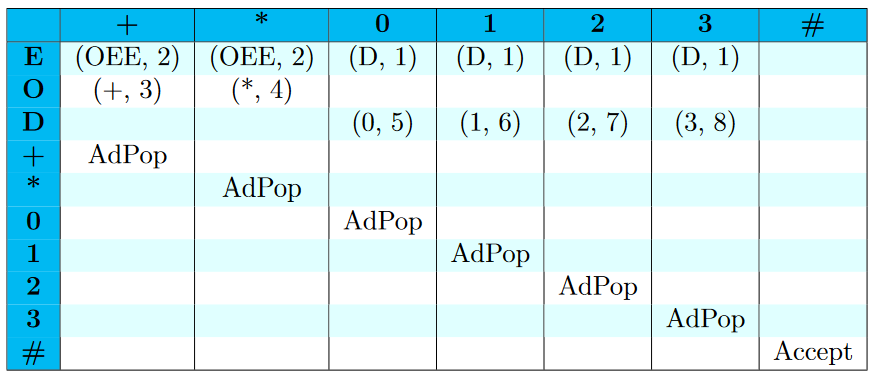 + * 0 1 2 3 #
E (OEE, 2) (OEE, 2) (D, 1) (D, 1) (D, 1) (D, 1)
O (+, 3) (*, 4)
D (0, 5) (1, 6) (2, 7) (3, 8)
+ AdPop
* AdPop
0 AdPop
1 AdPop
2 AdPop
3 AdPop
# Accept